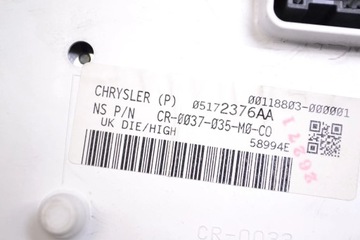 00118803-000001
CHRYSLER (P) 05172376AA
NS P/N CR-0037-035-M0-C0
UK DIE/HIGH
58994E